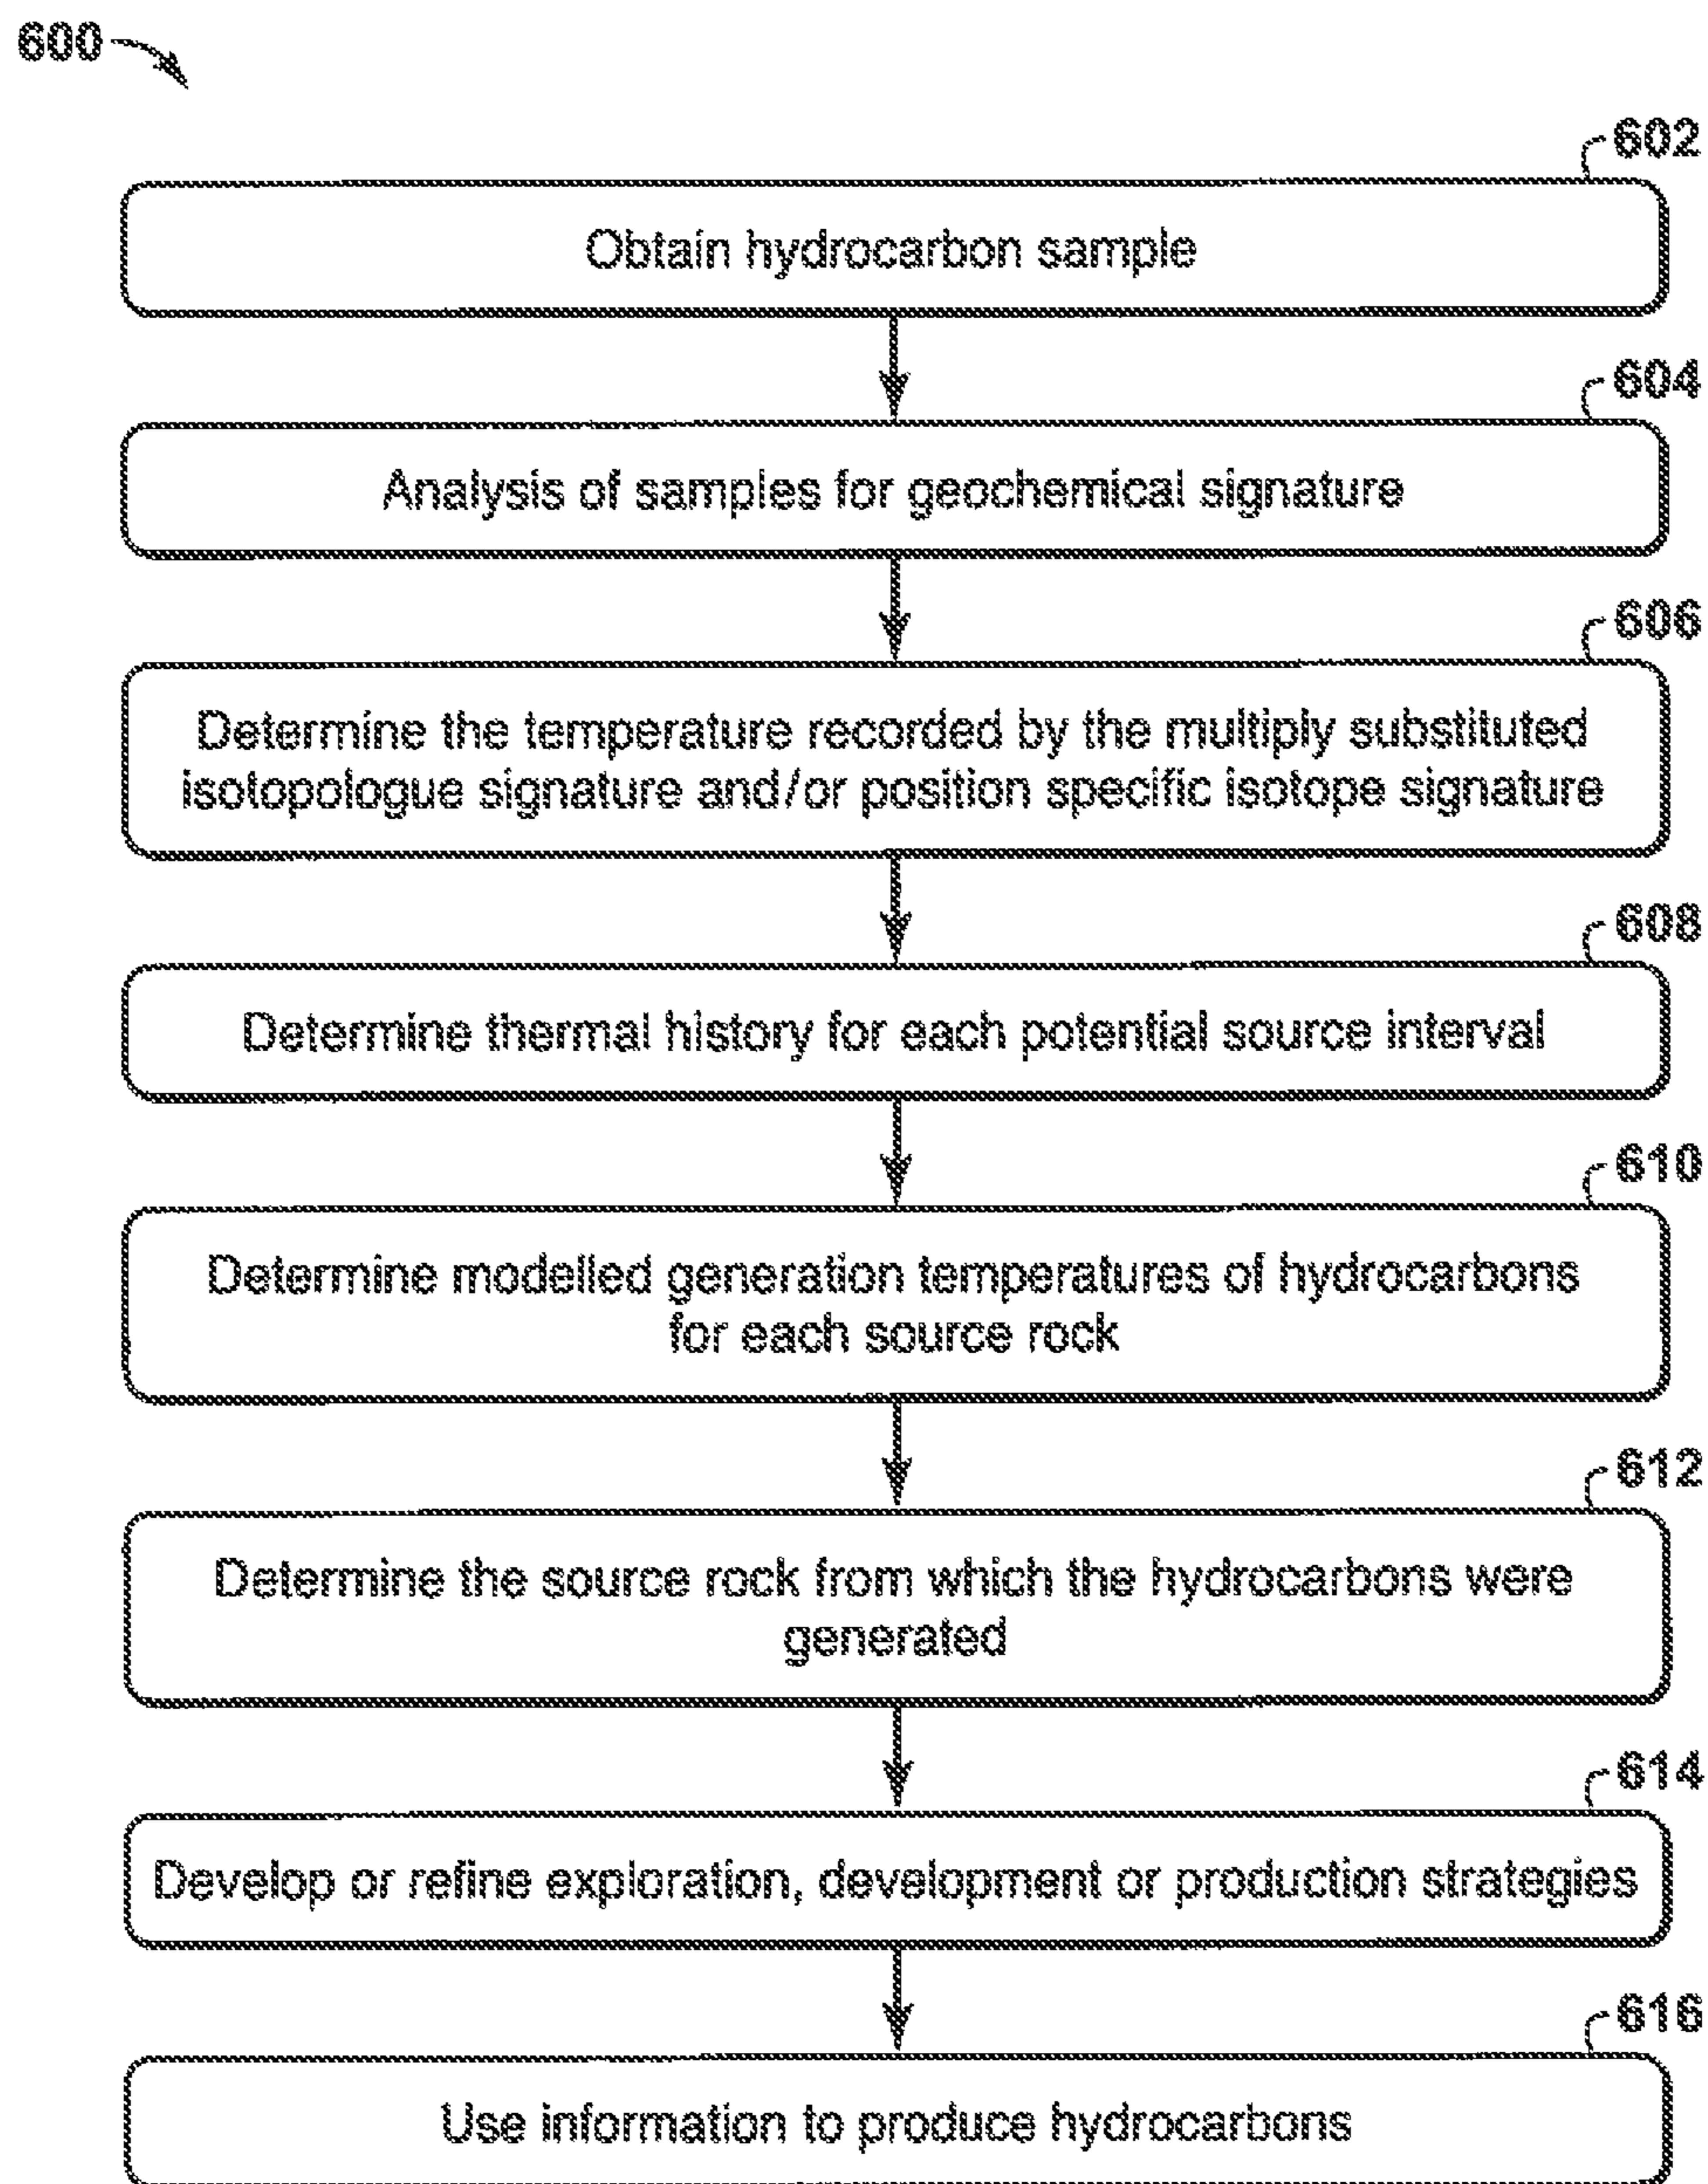 600
602
Obtain hydrocarbon sample
604
Analysis of samples for geochemical signature
606
Determine the temperature recorded by the multiply substituted
isotopologue signature and/or position specific isotope signature
608
Determine thermal history for each potential source interval
610
Determine modelled generation temperatures of hydrocarbons
for each source rock
612
Determine the source rock from which the hydrocarbons were
generated
614
Develop or refine exploration, development or production strategies
616
Use information to produce hydrocarbons